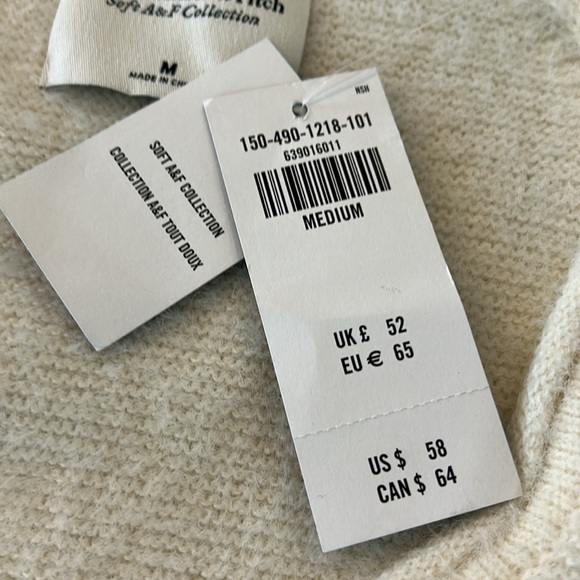 Soft A&F Collection
M
MADE IN
SOFT A&F COLLECTION
COLLECTION A&F TOUT DOUX
NSH
150-490-1218-101
639016011
MEDIUM
UK £ 52
EU € 65
US $ 58
CAN $ 64